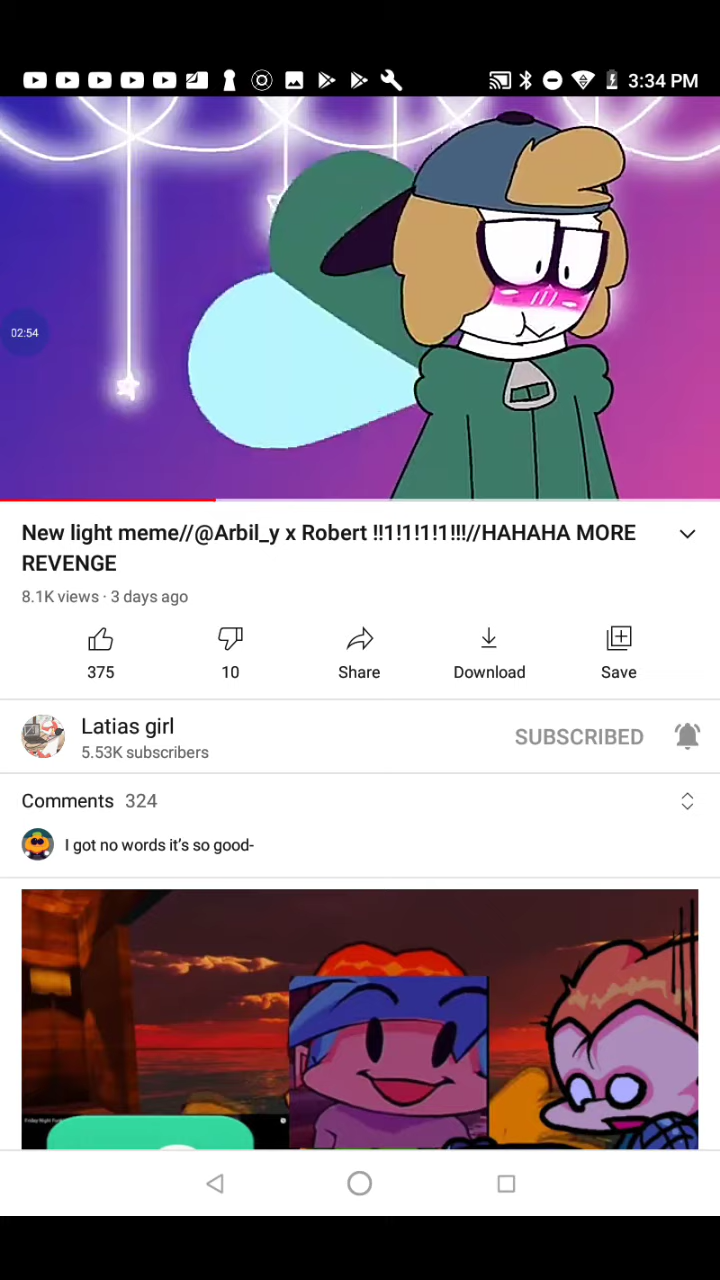 3:34 PM
02:54
New light meme//@Arbil_y x Robert !!1!1!1!1!!!//HAHAHA MORE
REVENGE
8.1K views · 3 days ago
375
10
Share
Download
Save
Latias girl
5.53K subscribers
SUBSCRIBED
Comments 324
I got no words it’s so good-